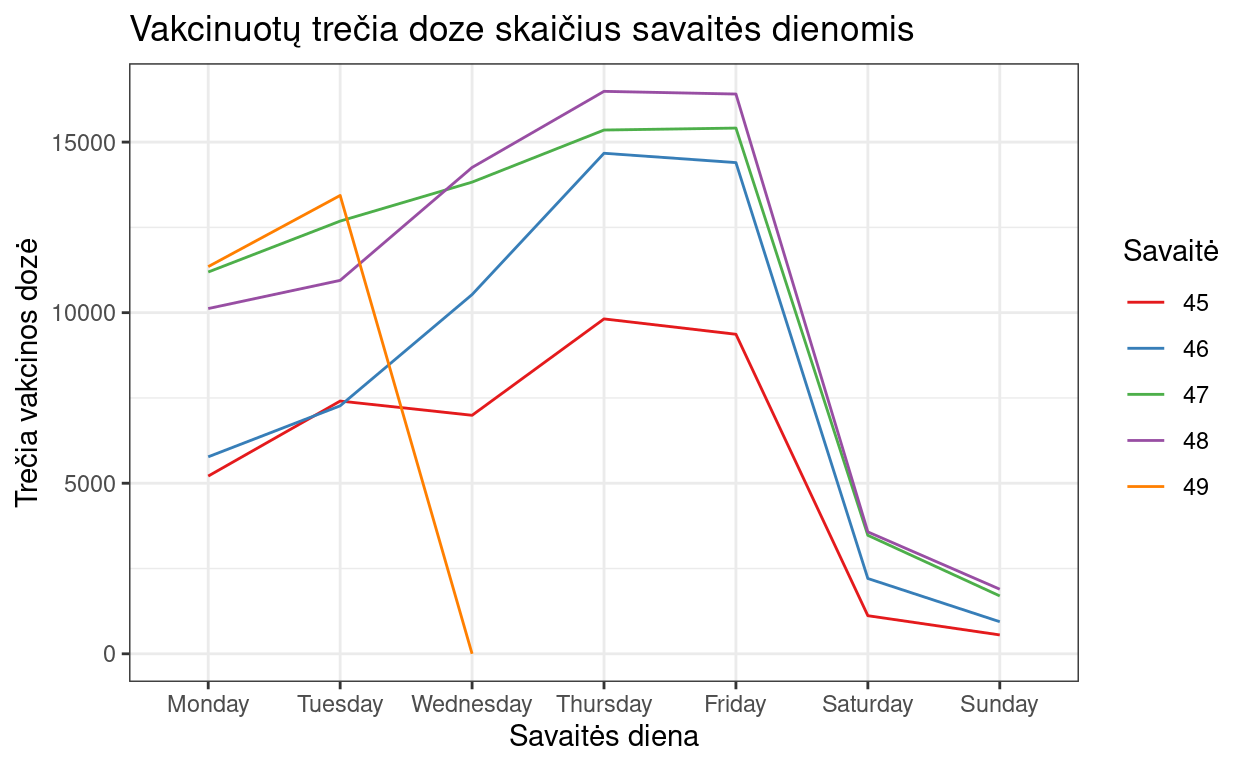 Vakcinuotų trečia doze skaičius savaitės dienomis
Trečia vakcinos dozė
15000
10000
5000
0
Monday Tuesday Wednesday Thursday Friday Saturday Sunday
Savaitės diena
Savaitė
45
46
47
48
49